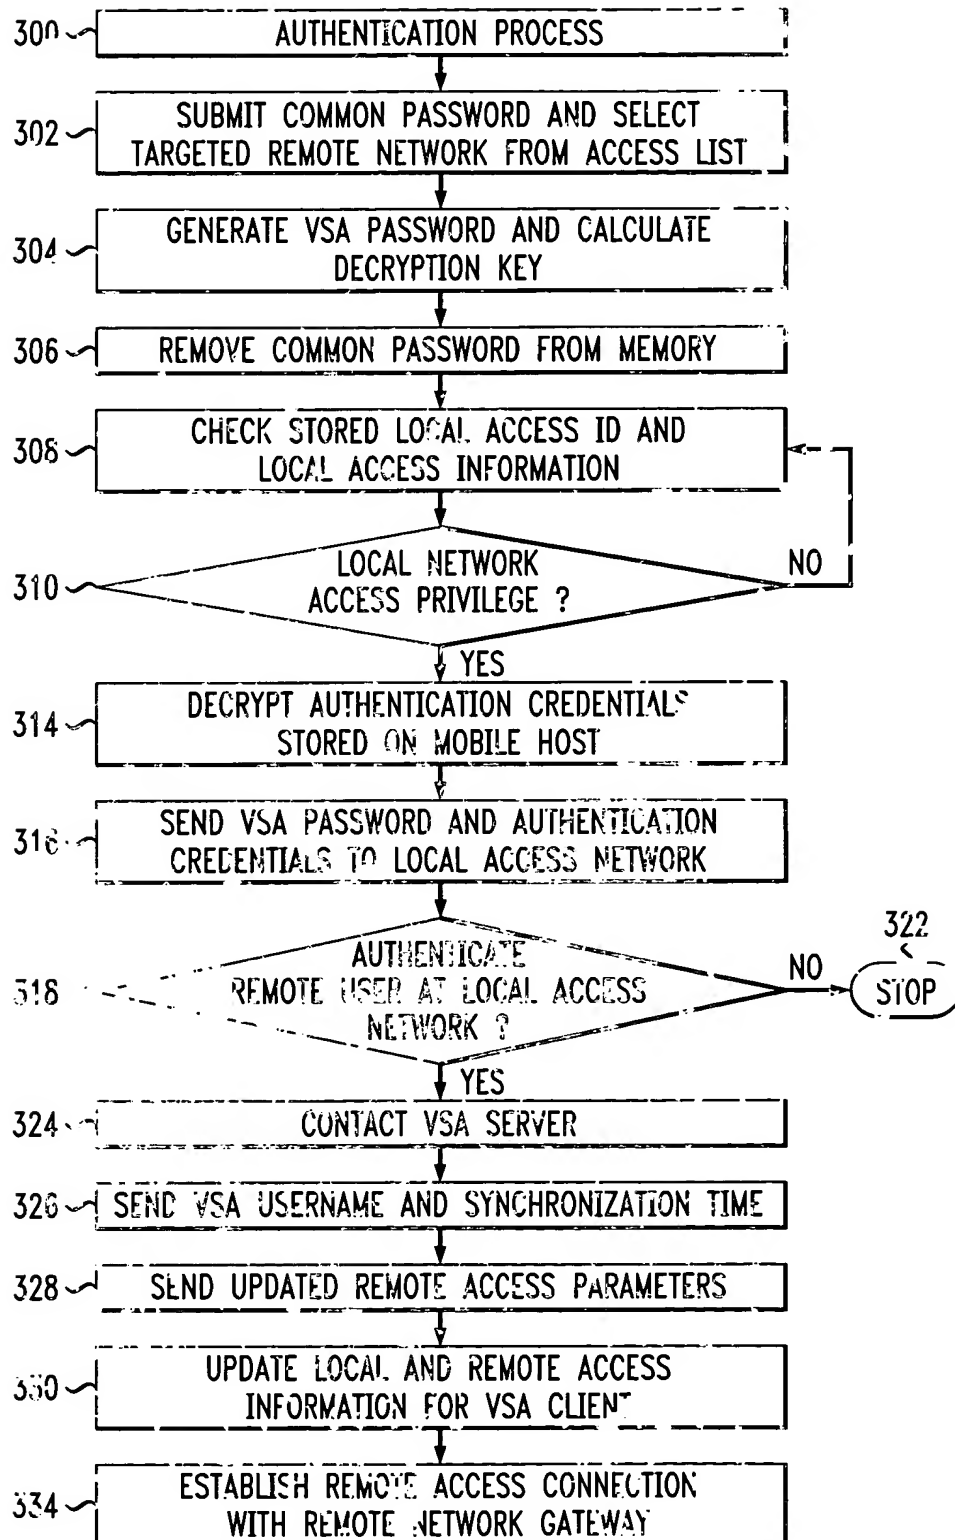 300 AUTHENTICATION PROCESS
302 SUBMIT COMMON PASSWORD AND SELECT
TARGETED REMOTE NETWORK FROM ACCESS LIST
304 GENERATE VSA PASSWORD AND CALCULATE
DECRYPTION KEY
306 REMOVE COMMON PASSWORD FROM MEMORY
308 CHECK STORED LOCAL ACCESS ID AND
LOCAL ACCESS INFORMATION
310 LOCAL NETWORK
ACCESS PRIVILEGE ?
NO
YES
314 DECRYPT AUTHENTICATION CREDENTIALS
STORED ON MOBILE HOST
316 SEND VSA PASSWORD AND AUTHENTICATION
CREDENTIALS TO LOCAL ACCESS NETWORK
318 AUTHENTICATE
REMOTE USER AT LOCAL ACCESS
NETWORK ?
NO
322
STOP
YES
324 CONTACT VSA SERVER
326 SEND VSA USERNAME AND SYNCHRONIZATION TIME
328 SEND UPDATED REMOTE ACCESS PARAMETERS
330 UPDATE LOCAL AND REMOTE ACCESS
INFORMATION FOR VSA CLIENT
334 ESTABLISH REMOTE ACCESS CONNECTION
WITH REMOTE NETWORK GATEWAY